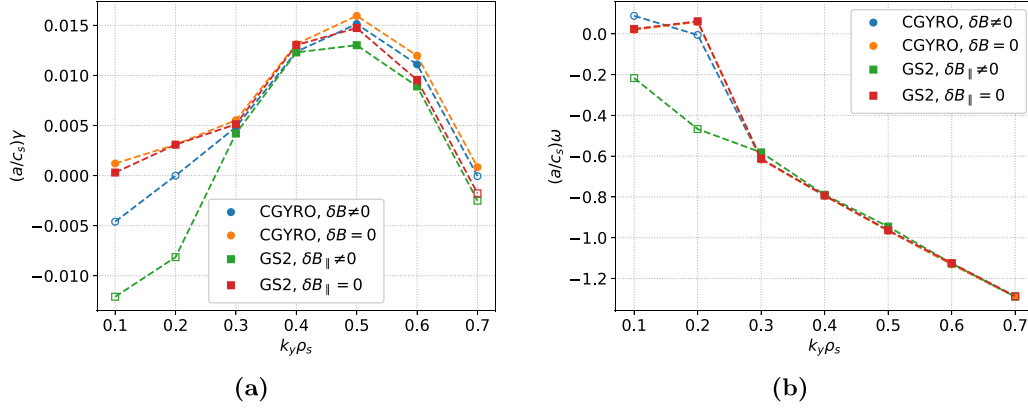 0.015
0.010
0.005
0.000
−0.005
−0.010
(a/c_s)γ
CGYRO, δB≠0
CGYRO, δB = 0
GS2, δB_∥ ≠0
GS2, δB_∥ = 0
0.1 0.2 0.3 0.4 0.5 0.6 0.7
k_yρ_s
(a)
0.0
−0.2
−0.4
−0.6
−0.8
−1.0
−1.2
(a/c_s)ω
CGYRO, δB≠0
CGYRO, δB = 0
GS2, δB_∥ ≠0
GS2, δB_∥ = 0
0.1 0.2 0.3 0.4 0.5 0.6 0.7
k_yρ_s
(b)